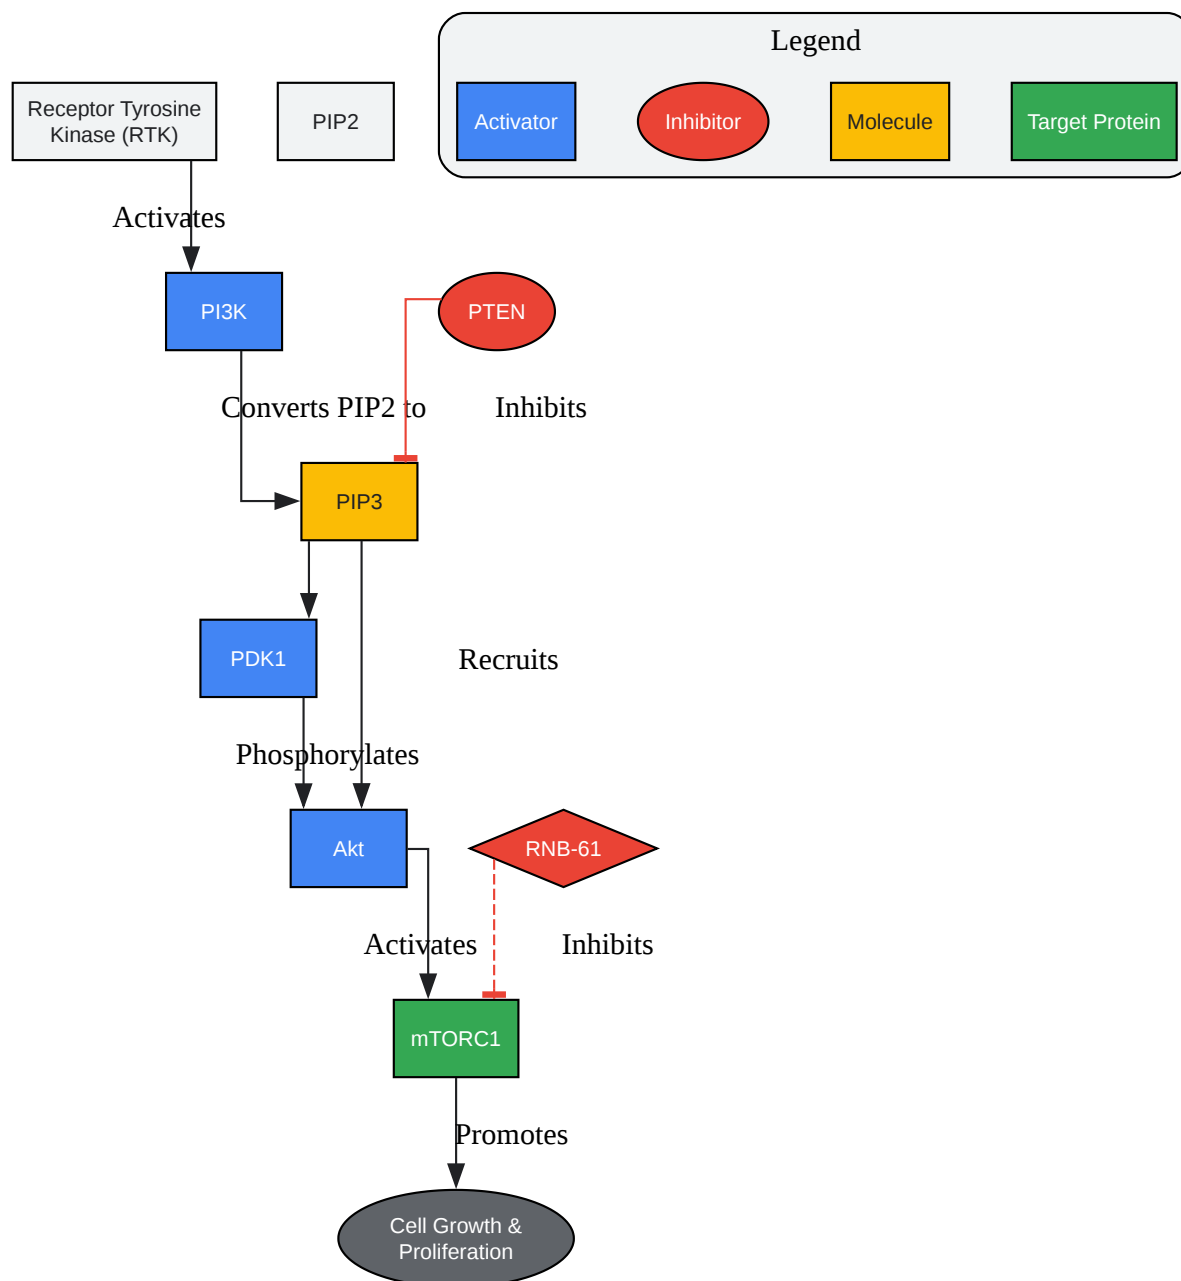 Legend
Receptor Tyrosine
Kinase (RTK)
PIP2
Activator
Inhibitor
Molecule
Target Protein
Activates
PI3K
PTEN
Converts PIP2 to
Inhibits
PIP3
PDK1
Recruits
Phosphorylates
Akt
RNB-61
Activates
Inhibits
mTORC1
Promotes
Cell Growth &
Proliferation